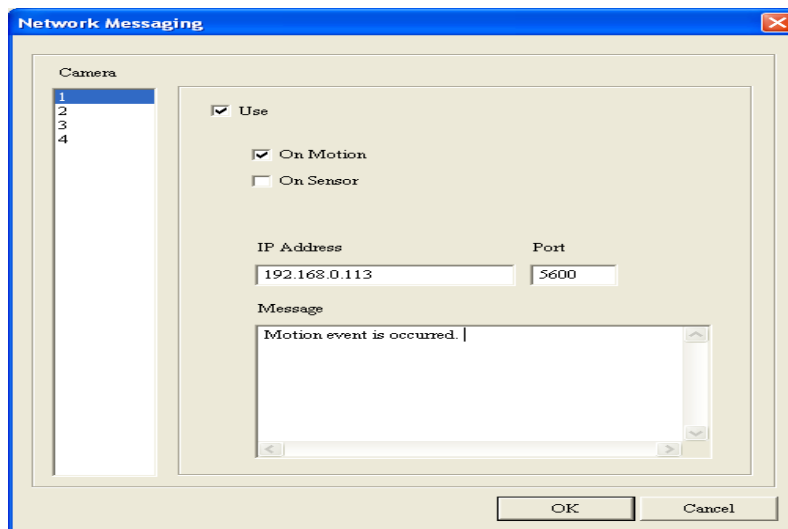 Network Messaging
Camera
1
2
3
4
Use
On Motion
On Sensor
IP Address
Port
192.168.0.113
5600
Message
Motion event is occurred.
OK
Cancel